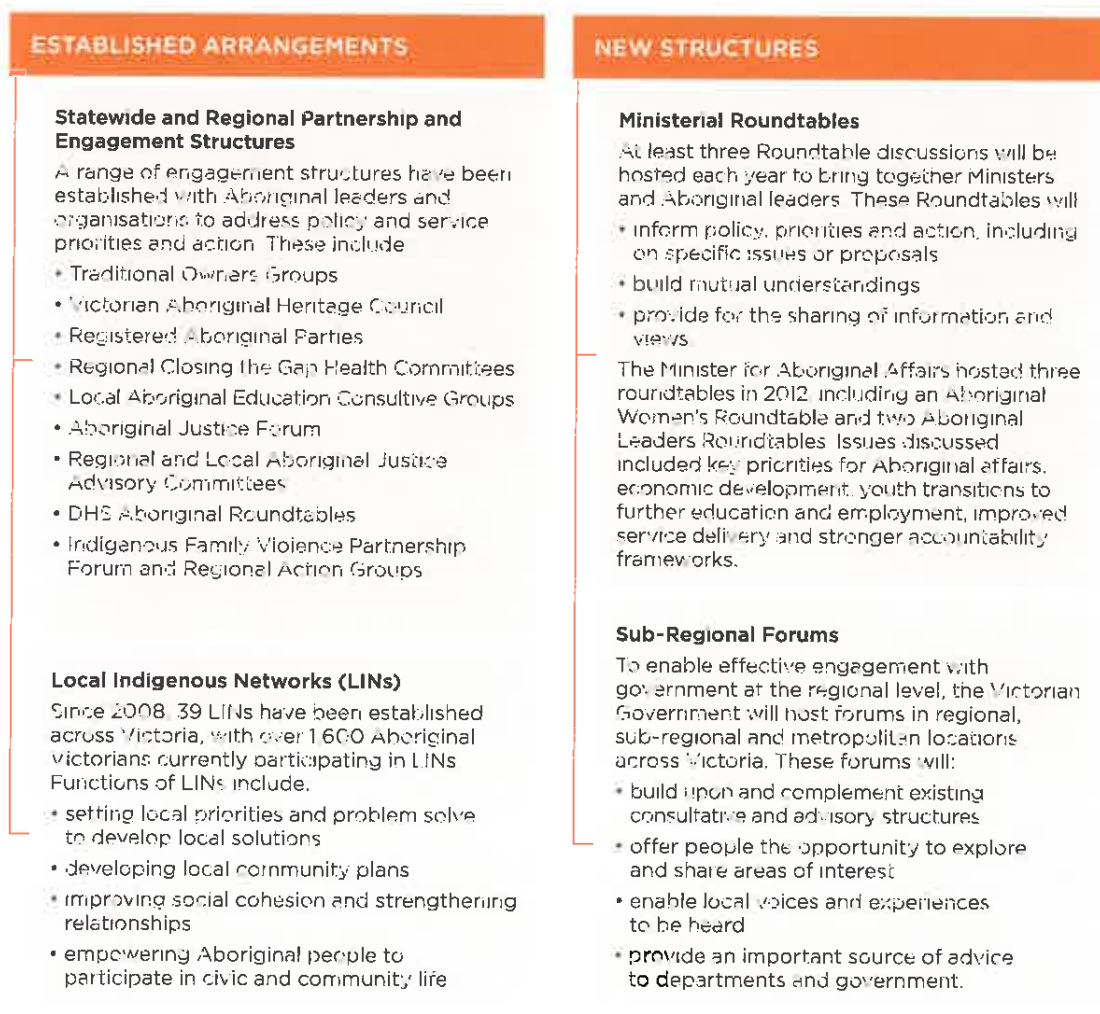 ESTABLISHED ARRANGEMENTS
Statewide and Regional Partnership and
Engagement Structures
A range of engagement structures have been
established with Aboriginal leaders and
organisations to address policy and service
priorities and action. These include
• Traditional Owners Groups
• Victorian Aboriginal Heritage Council
• Registered Aboriginal Parties
• Regional Closing the Gap Health Committees
• Local Aboriginal Education Consultive Groups
• Aboriginal Justice Forum
• Regional and Local Aboriginal Justice
Advisory Committees
• DHS Aboriginal Roundtables
• Indigenous Family Violence Partnership
Forum and Regional Action Groups
Local Indigenous Networks (LINs)
Since 2008, 39 LINs have been established
across Victoria, with over 1,600 Aboriginal
Victorians currently participating in LINs
Functions of LINs include:
• setting local priorities and problem solve
to develop local solutions
• developing local community plans
• improving social cohesion and strengthening
relationships
• empowering Aboriginal people to
participate in civic and community life
NEW STRUCTURES
Ministerial Roundtables
At least three Roundtable discussions will be
hosted each year to bring together Ministers
and Aboriginal leaders. These Roundtables will
• inform policy, priorities and action, including
on specific issues or proposals
• build mutual understandings
• provide for the sharing of information and
views
The Minister for Aboriginal Affairs hosted three
roundtables in 2012 including an Aboriginal
Women's Roundtable and two Aboriginal
Leaders Roundtables. Issues discussed
included key priorities for Aboriginal affairs,
economic development, youth transitions to
further education and employment, improved
service delivery and stronger accountability
frameworks.
Sub-Regional Forums
To enable effective engagement with
government at the regional level, the Victorian
Government will host forums in regional,
sub-regional and metropolitan locations
across Victoria. These forums will:
• build upon and complement existing
consultative and advisory structures
• offer people the opportunity to explore
and share areas of interest
• enable local voices and experiences
to be heard
• provide an important source of advice
to departments and government.